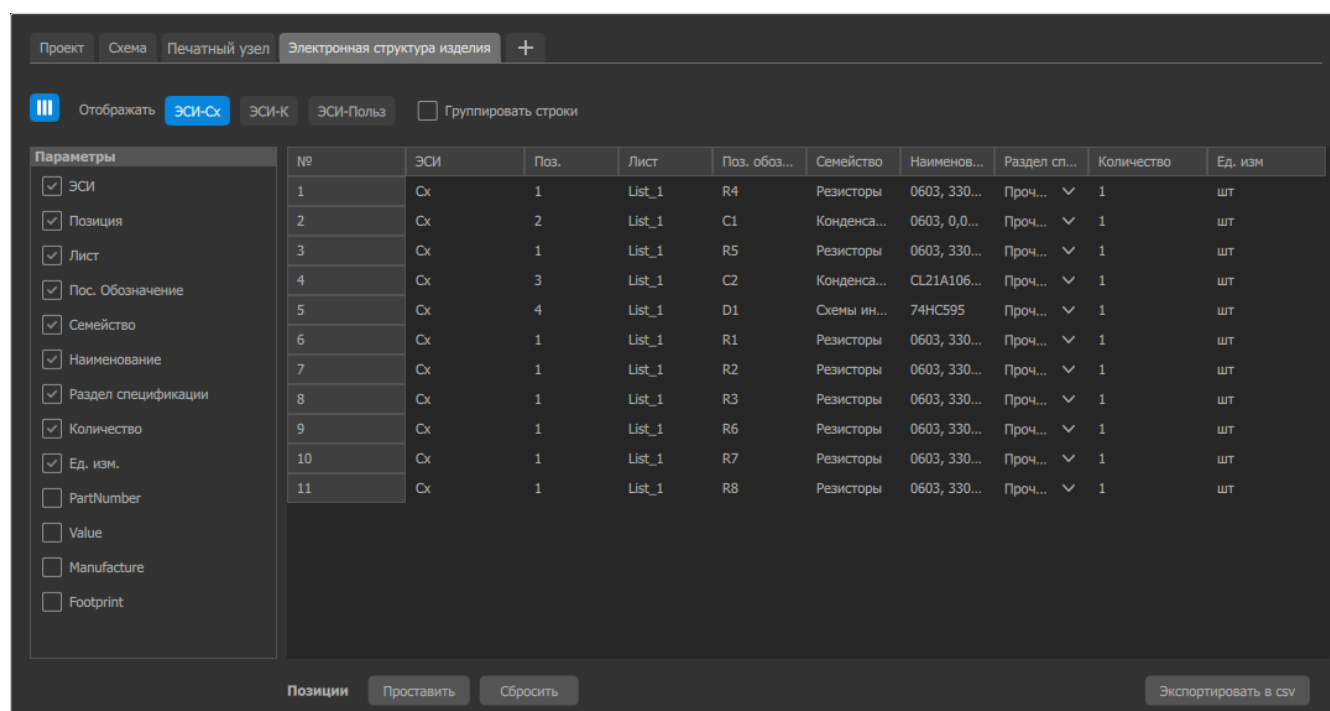 Проект Схема Печатный узел Электронная структура изделия +
Отображать ЭСИ-Сх ЭСИ-К ЭСИ-Польз Группировать строки
Параметры
ЭСИ
Позиция
Лист
Пос. Обозначение
Семейство
Наименование
Раздел спецификации
Количество
Ед. изм.
PartNumber
Value
Manufacture
Footprint
№ ЭСИ Поз. Лист Поз. обоз... Семейство Наименов... Раздел сп... Количество Ед. изм
1 Сх 1 List_1 R4 Резисторы 0603, 330... Проч... 1 шт
2 Сх 2 List_1 C1 Конденса... 0603, 0,0... Проч... 1 шт
3 Сх 1 List_1 R5 Резисторы 0603, 330... Проч... 1 шт
4 Сх 3 List_1 C2 Конденса... CL21A106... Проч... 1 шт
5 Сх 4 List_1 D1 Схемы ин... 74HC595 Проч... 1 шт
6 Сх 1 List_1 R1 Резисторы 0603, 330... Проч... 1 шт
7 Сх 1 List_1 R2 Резисторы 0603, 330... Проч... 1 шт
8 Сх 1 List_1 R3 Резисторы 0603, 330... Проч... 1 шт
9 Сх 1 List_1 R6 Резисторы 0603, 330... Проч... 1 шт
10 Сх 1 List_1 R7 Резисторы 0603, 330... Проч... 1 шт
11 Сх 1 List_1 R8 Резисторы 0603, 330... Проч... 1 шт
Позиции Проставить Сбросить Экспортировать в csv